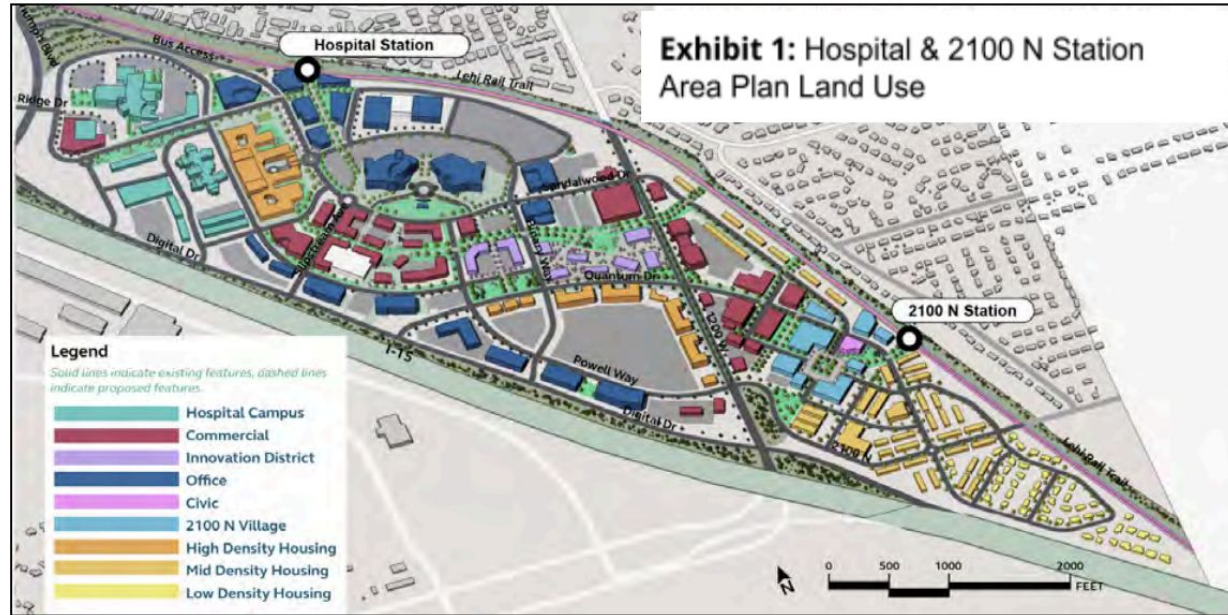 Exhibit 1: Hospital & 2100 N Station
Area Plan Land Use
Hospital Station
Bus Access
Lehi Rail Trail
Ridge Dr
Sandalwood Dr
Digital Dr
Quantum Dr
2100 N Station
1200 W
I-15
Powell Way
Digital Dr
2100 N
Lehi Rail Trail
Legend
Solid lines indicate existing features, dashed lines
indicate proposed features.
Hospital Campus
Commercial
Innovation District
Office
Civic
2100 N Village
High Density Housing
Mid Density Housing
Low Density Housing
N
0
500
1000
2000
FEET